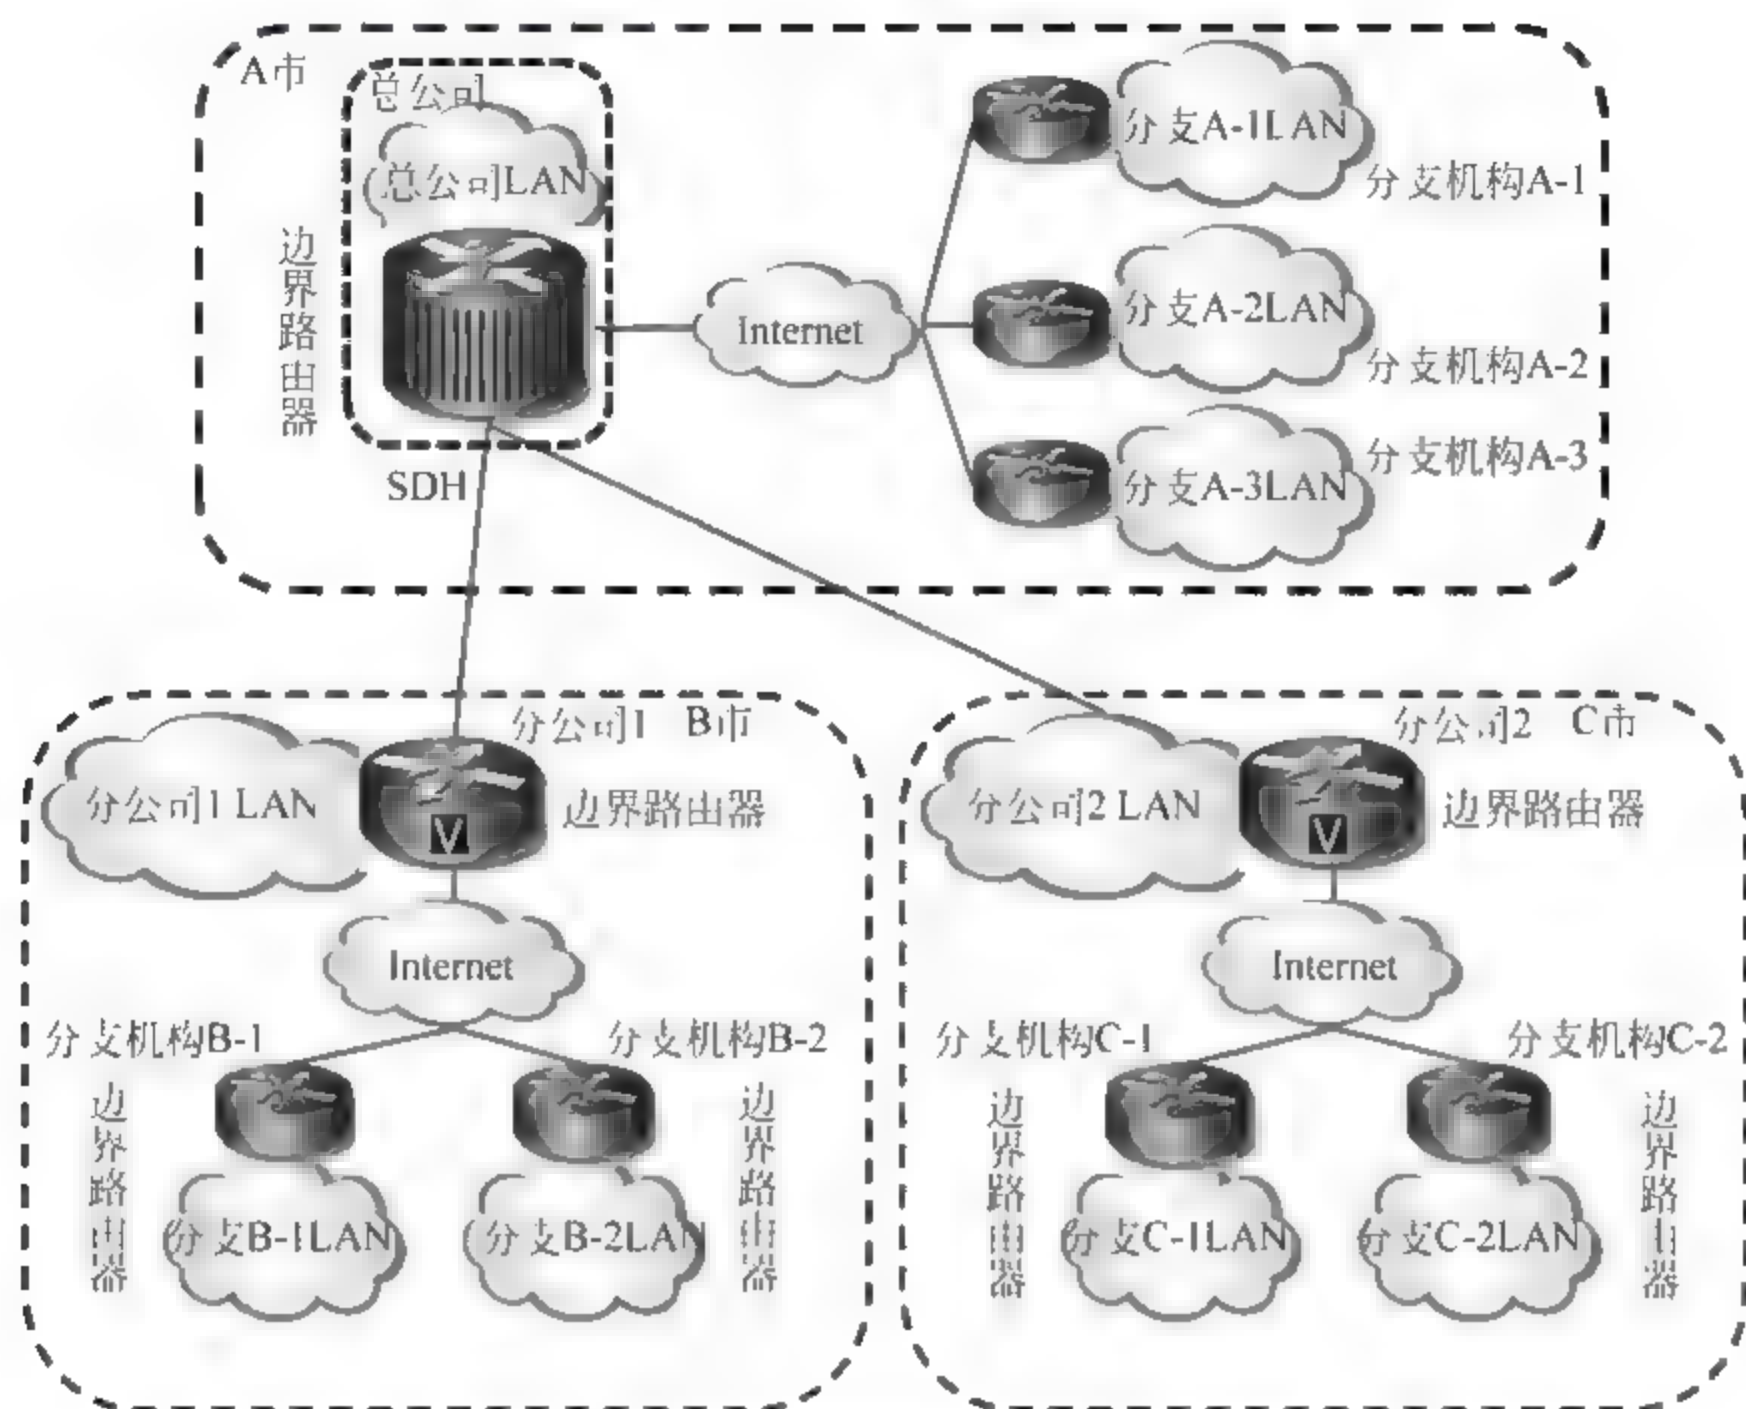 A市
总公司
总公司LAN
边界路由器
SDH
Internet
分支A-1LAN
分支机构A-1
分支A-2LAN
分支机构A-2
分支机构A-3
分支A-3LAN
分公司1 B市
分公司1 LAN
边界路由器
Internet
分支机构B-1
分支机构B-2
边界路由器
边界路由器
分支B-1LAN
分支B-2LAN
分公司2 C市
分公司2 LAN
边界路由器
Internet
分支机构C-1
分支机构C-2
边界路由器
边界路由器
分支C-1LAN
分支C-2LAN